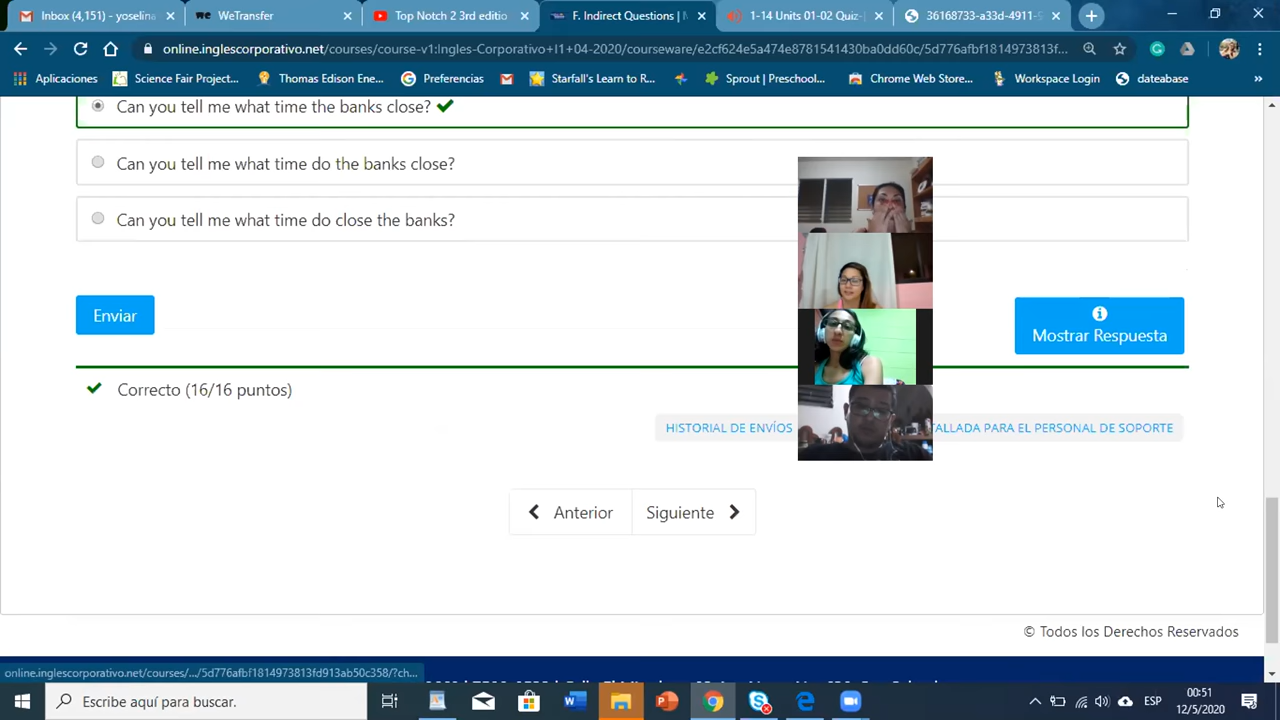 Inbox (4,151) - yoselina
WeTransfer
Top Notch 2 3rd editio
F. Indirect Questions | M
1-14 Units 01-02 Quiz-
36168733-a33d-4911-9
online.inglescorporativo.net/courses/course-v1:Ingles-Corporativo+I1+04-2020/courseware/e2cf624e5a474e8781541430ba0dd60c/5d776afbf1814973813f...
Aplicaciones
Science Fair Project...
Thomas Edison Ene...
Preferencias
Starfall's Learn to R...
Sprout | Preschool...
Chrome Web Store...
Workspace Login
dateabase
»
Can you tell me what time the banks close?
Can you tell me what time do the banks close?
Can you tell me what time do close the banks?
Enviar
Mostrar Respuesta
Correcto (16/16 puntos)
HISTORIAL DE ENVÍOS
TALLADA PARA EL PERSONAL DE SOPORTE
Anterior
Siguiente
© Todos los Derechos Reservados
online.inglescorporativo.net/courses/.../5d776afbf1814973813fd913ab50c358/?ch...
Escribe aquí para buscar.
ESP
00:51
12/5/2020